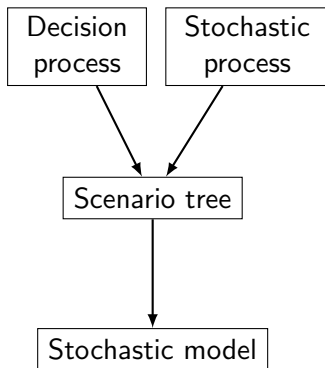 Decision
process
Stochastic
process
Scenario tree
Stochastic model